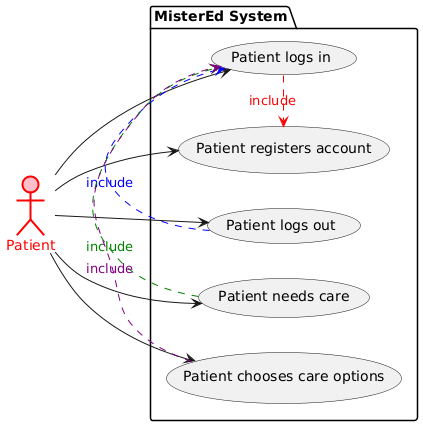 MisterEd System
Patient logs in
include
Patient registers account
include
Patient logs out
Patient
include
include
Patient needs care
Patient chooses care options